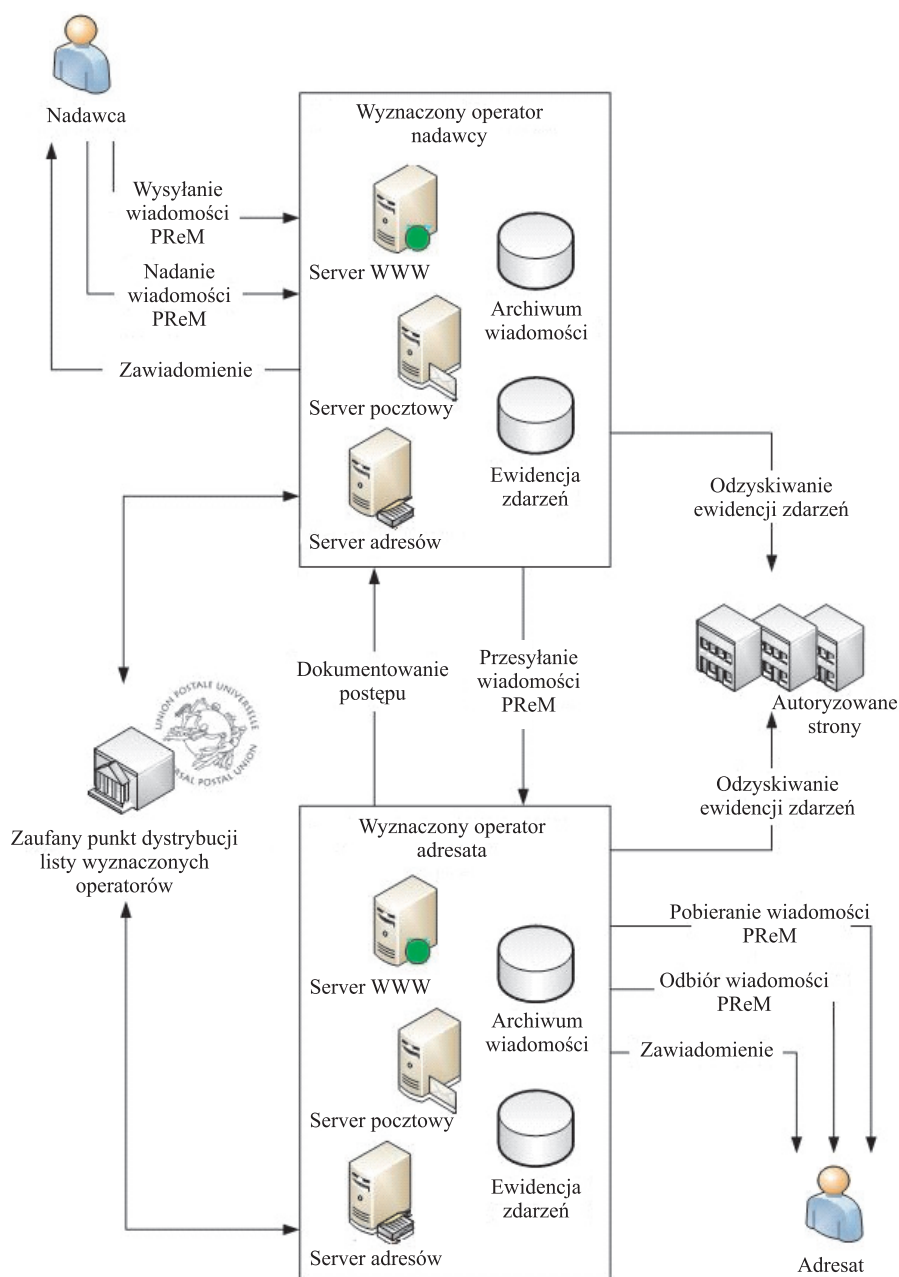 Nadawca
Wyznaczony operator
nadawcy
Wysyłanie
wiadomości
PReM
Server WWW
Nadanie
wiadomości
PReM
Archiwum
wiadomości
Zawiadomienie
Server pocztowy
Ewidencja
zdarzeń
Server adresów
Odzyskiwanie
ewidencji zdarzeń
Dokumentowanie
postępu
Przesyłanie
wiadomości
PReM
UNION POSTALE UNIVERSELLE
SAL POSTAL UNION
Autoryzowane
strony
Zaufany punkt dystrybucji
listy wyznaczonych
operatorów
Odzyskiwanie
ewidencji zdarzeń
Wyznaczony operator
adresata
Server WWW
Archiwum
wiadomości
Pobieranie wiadomości
PReM
Odbiór wiadomości
PReM
Zawiadomienie
Server pocztowy
Ewidencja
zdarzeń
Server adresów
Adresat